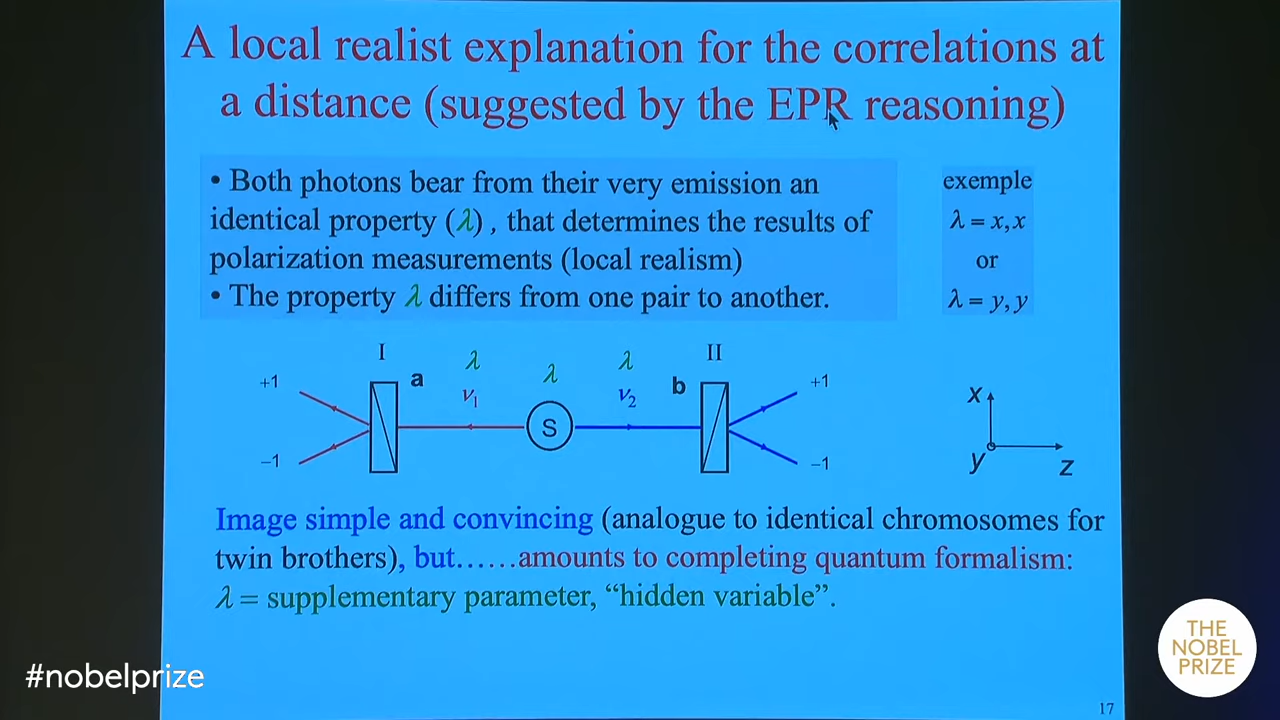 A local realist explanation for the correlations at
a distance (suggested by the EPR reasoning)
• Both photons bear from their very emission an
identical property (λ) , that determines the results of
polarization measurements (local realism)
• The property λ differs from one pair to another.
exemple
λ = x,x
or
λ = y,y
I
II
λ
λ
λ
+1
a
ν₁
ν₂
b
+1
S
−1
−1
x
y
z
Image simple and convincing (analogue to identical chromosomes for
twin brothers), but……amounts to completing quantum formalism:
λ = supplementary parameter, “hidden variable”.
#nobelprize
THE
NOBEL
PRIZE
17